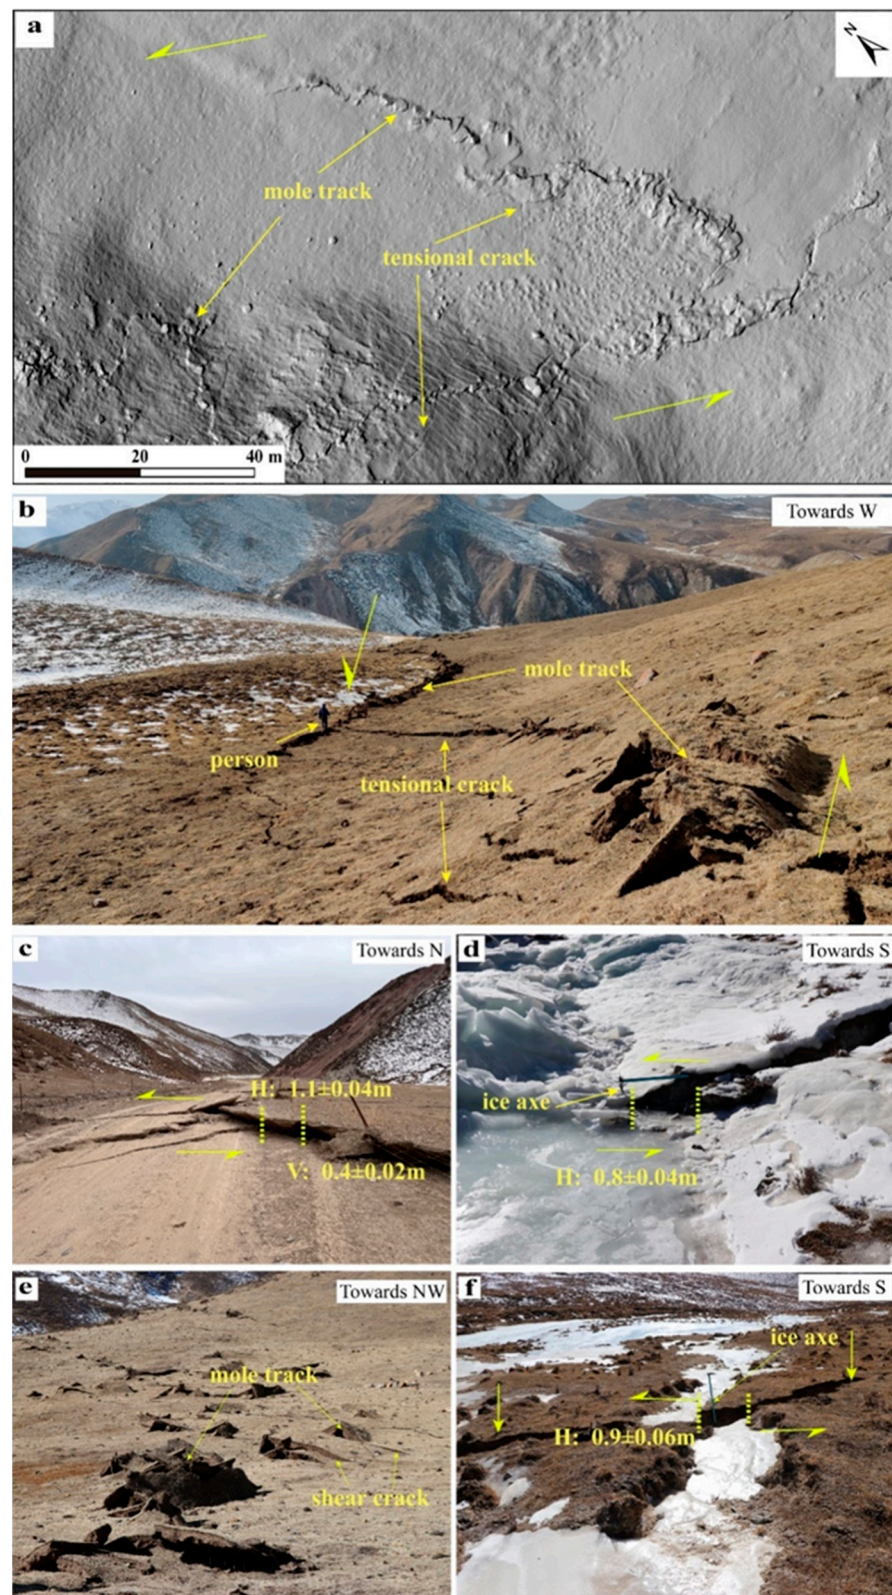 a
N
mole track
tensional crack
0 20 40 m
b
Towards W
mole track
person
tensional crack
c
Towards N
H: 1.1±0.04m
V: 0.4±0.02m
d
Towards S
ice axe
H: 0.8±0.04m
e
Towards NW
mole track
shear crack
f
Towards S
ice axe
H: 0.9±0.06m